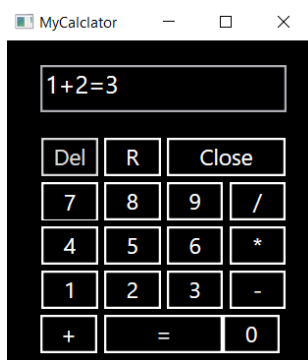 MyCalclator
1+2=3
Del R Close
7 8 9 /
4 5 6 *
1 2 3 -
+ = 0